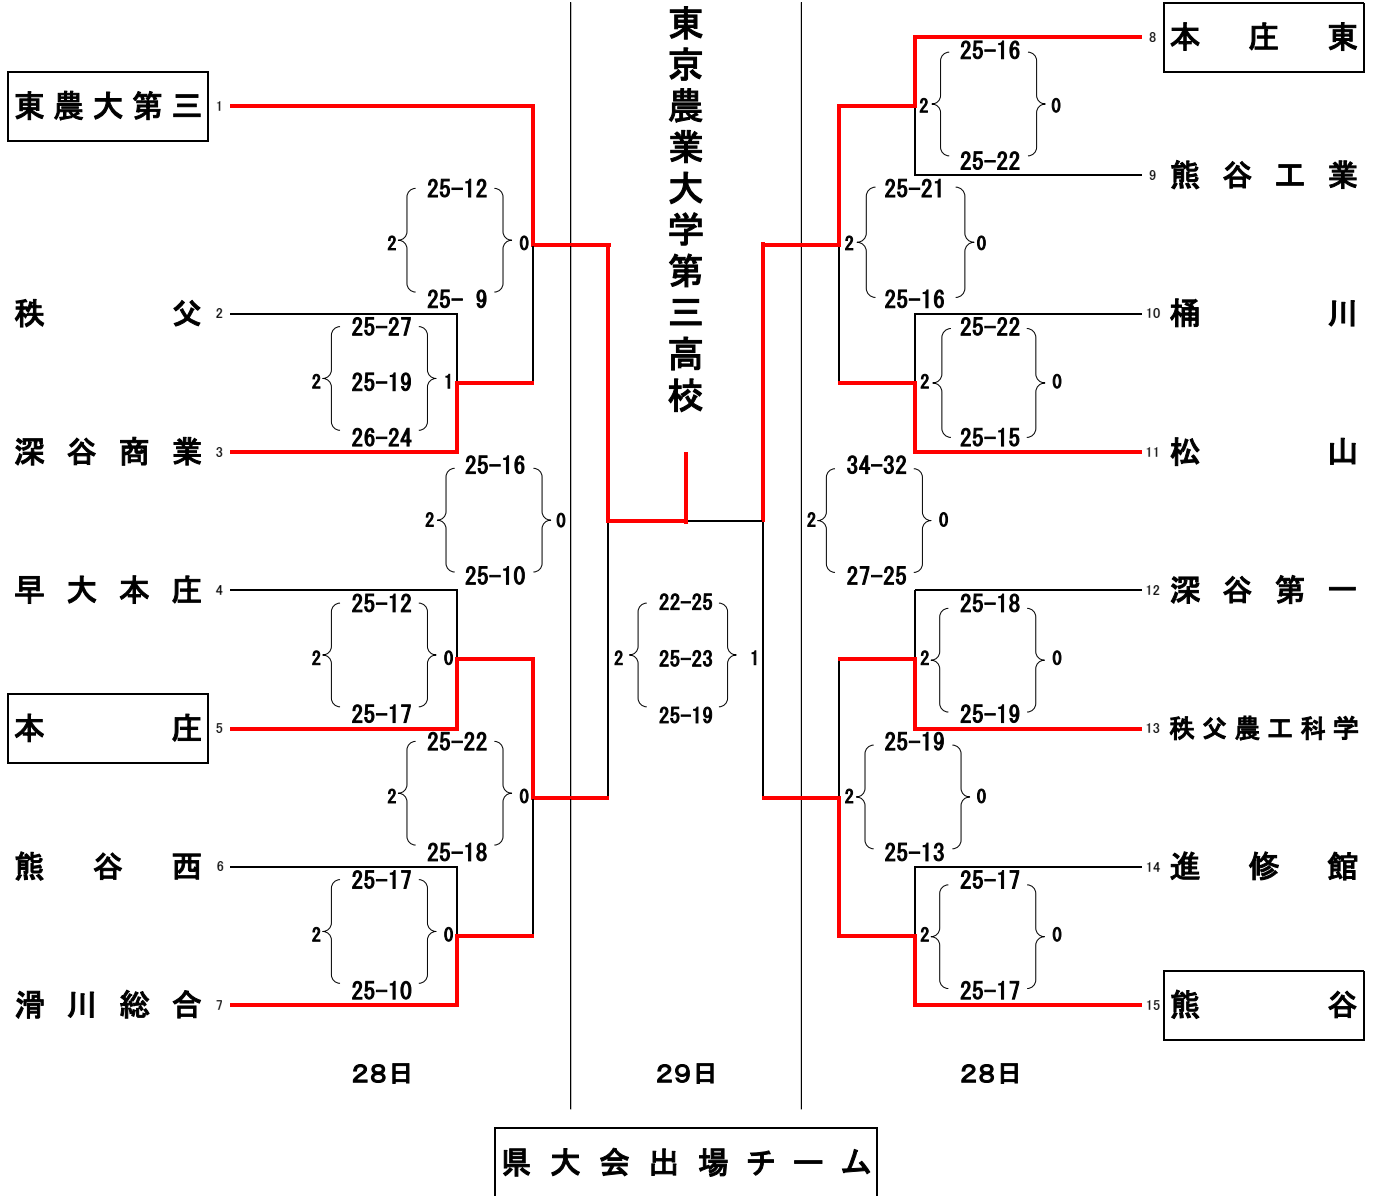 東京農業大学第三高校
東農大第三 1
25-12
2 0
25- 9
秩父 2
25-27
2 25-19 1
26-24
深谷商業 3
25-16
2 0
25-10
早大本庄 4
25-12
2 0
25-17
本庄 5
25-22
2 0
25-18
熊谷西 6
25-17
2 0
25-10
滑川総合 7
22-25
2 25-23 1
25-19
8 本庄東
25-16
2 0
25-22
9 熊谷工業
25-21
2 0
25-16
10 桶川
25-22
2 0
25-15
11 松山
34-32
2 0
27-25
12 深谷第一
25-18
2 0
25-19
13 秩父農工科学
25-19
2 0
25-13
14 進修館
25-17
2 0
25-17
15 熊谷
28日 29日 28日
県大会出場チーム